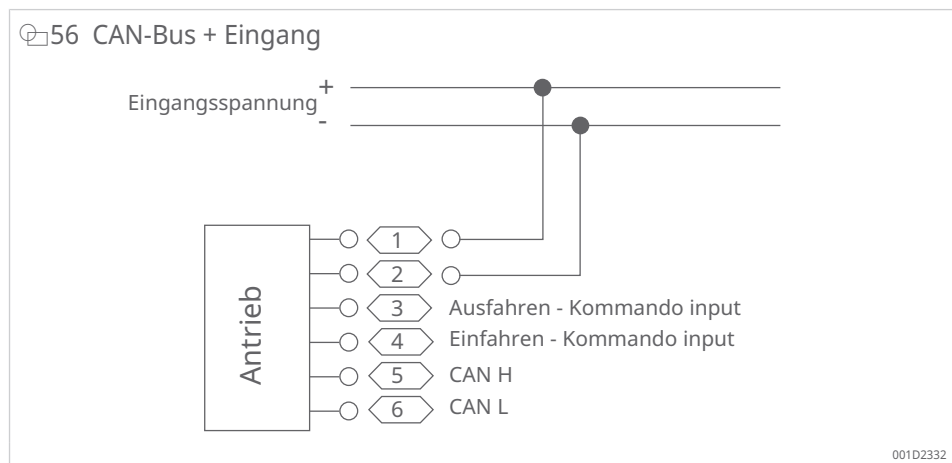 56 CAN-Bus + Eingang
Eingangsspannung
+
-
Antrieb
1
2
3 Ausfahren - Kommando input
4 Einfahren - Kommando input
5 CAN H
6 CAN L
001D2332